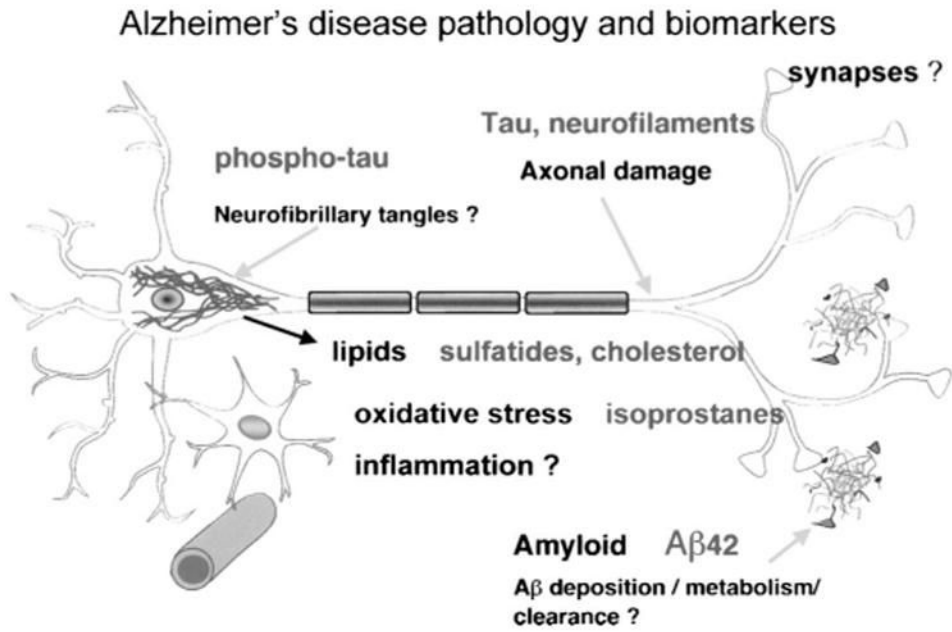 Alzheimer's disease pathology and biomarkers
synapses ?
Tau, neurofilaments
phospho-tau
Axonal damage
Neurofibrillary tangles ?
lipids sulfatides, cholesterol
oxidative stress isoprostanes
inflammation ?
Amyloid Aβ42
Aβ deposition / metabolism/
clearance ?